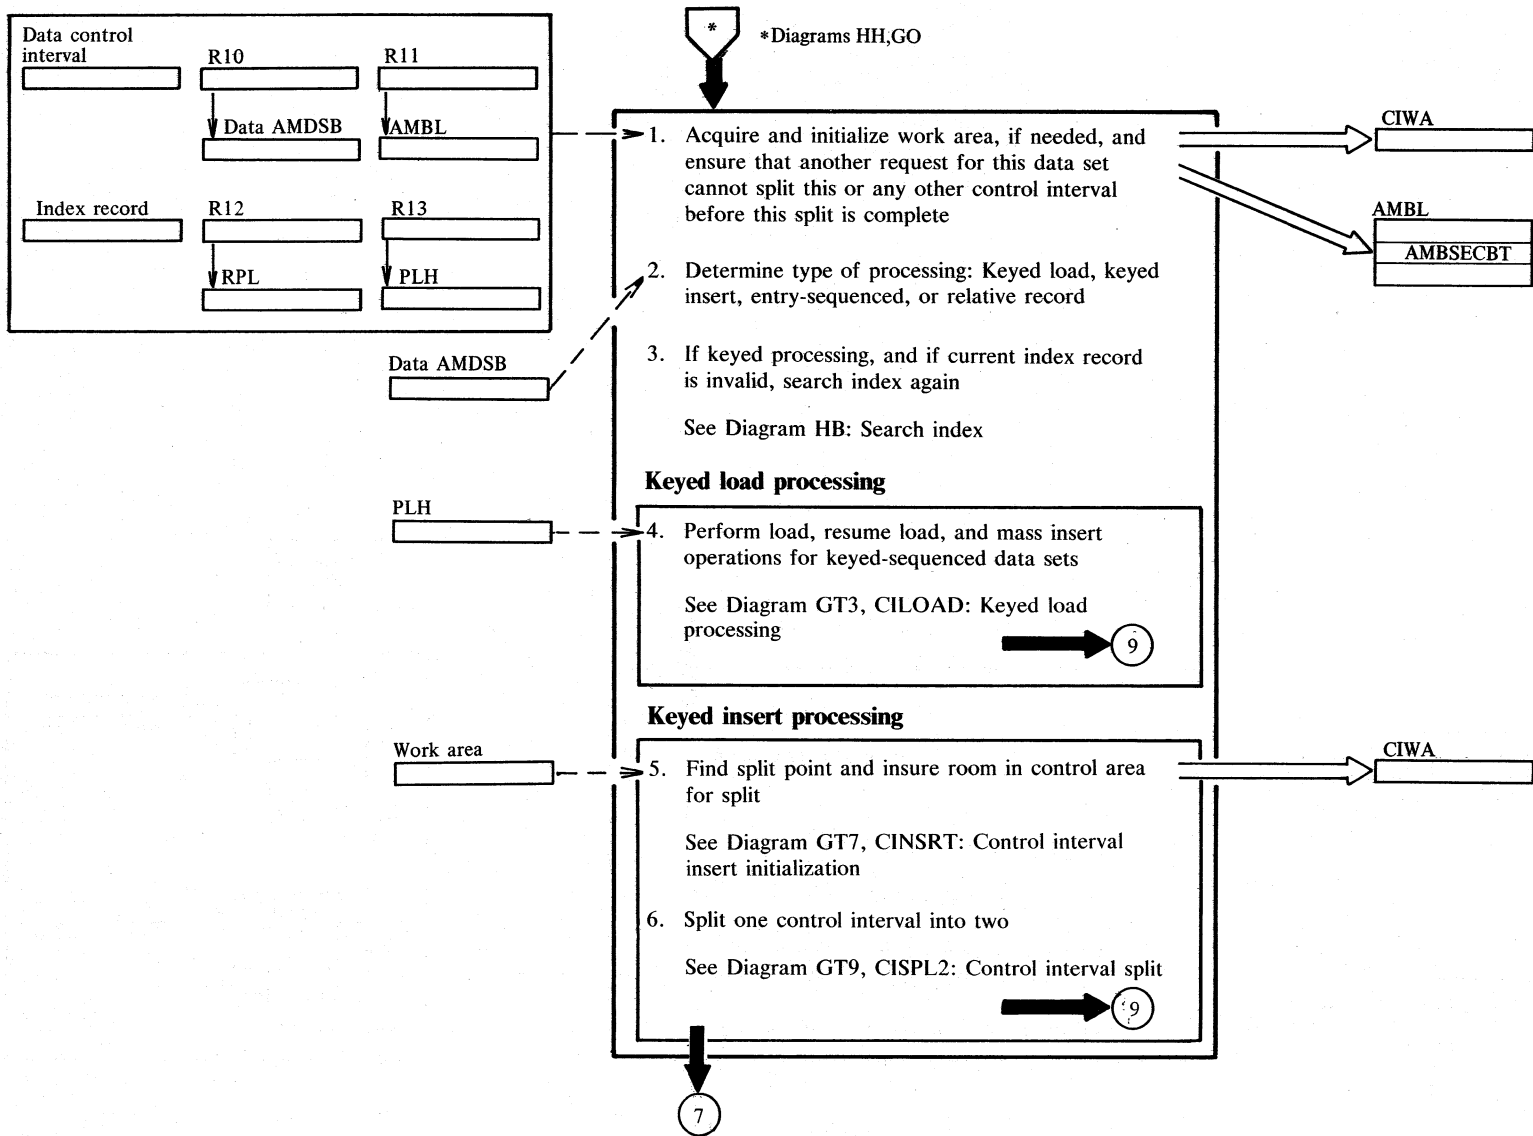 *
*Diagrams HH,GO
Data control
interval
R10
R11
Data AMDSB
AMBL
Index record
R12
R13
RPL
PLH
1. Acquire and initialize work area, if needed, and
ensure that another request for this data set
cannot split this or any other control interval
before this split is complete
CIWA
AMBL
AMBSECBT
2. Determine type of processing: Keyed load, keyed
insert, entry-sequenced, or relative record
Data AMDSB
3. If keyed processing, and if current index record
is invalid, search index again
See Diagram HB: Search index
Keyed load processing
PLH
4. Perform load, resume load, and mass insert
operations for keyed-sequenced data sets
See Diagram GT3, CILOAD: Keyed load
processing
9
Keyed insert processing
Work area
5. Find split point and insure room in control area
for split
CIWA
See Diagram GT7, CINSRT: Control interval
insert initialization
6. Split one control interval into two
See Diagram GT9, CISPL2: Control interval split
9
7